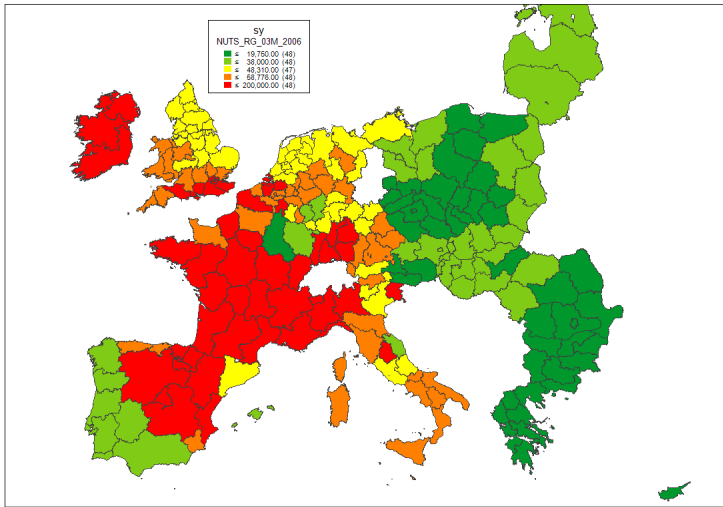 sy
NUTS_RG_03M_2006
≤ 19,750.00 (48)
≤ 38,000.00 (48)
≤ 48,310.00 (47)
≤ 58,776.00 (48)
≤ 200,000.00 (48)